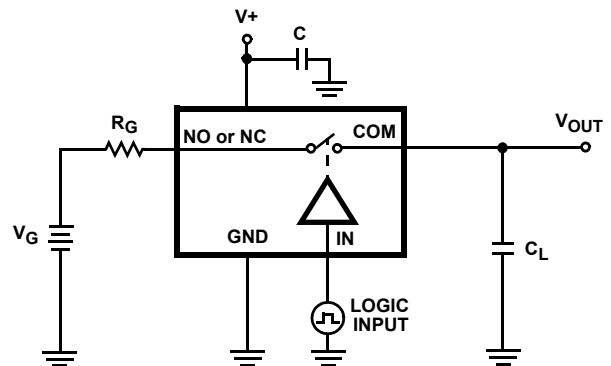 V+
C
RG
NO or NC
COM
VOUT
VG
GND
IN
CL
LOGIC
INPUT